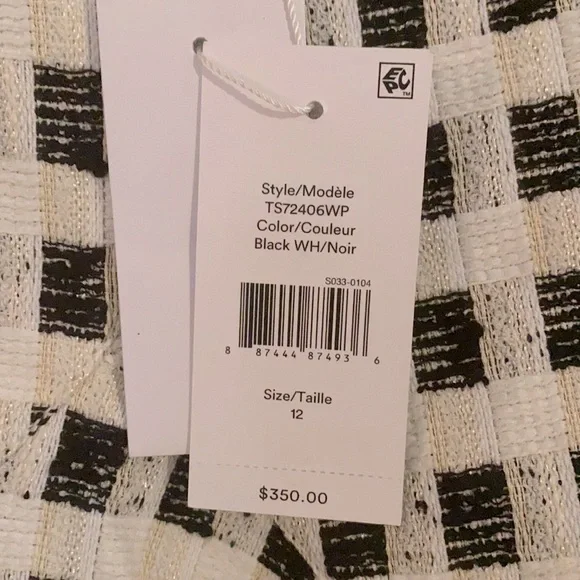 EPC™
Style/Modèle
TS72406WP
Color/Couleur
Black WH/Noir
S033-0104
8 87444 87493 6
Size/Taille
12
$350.00